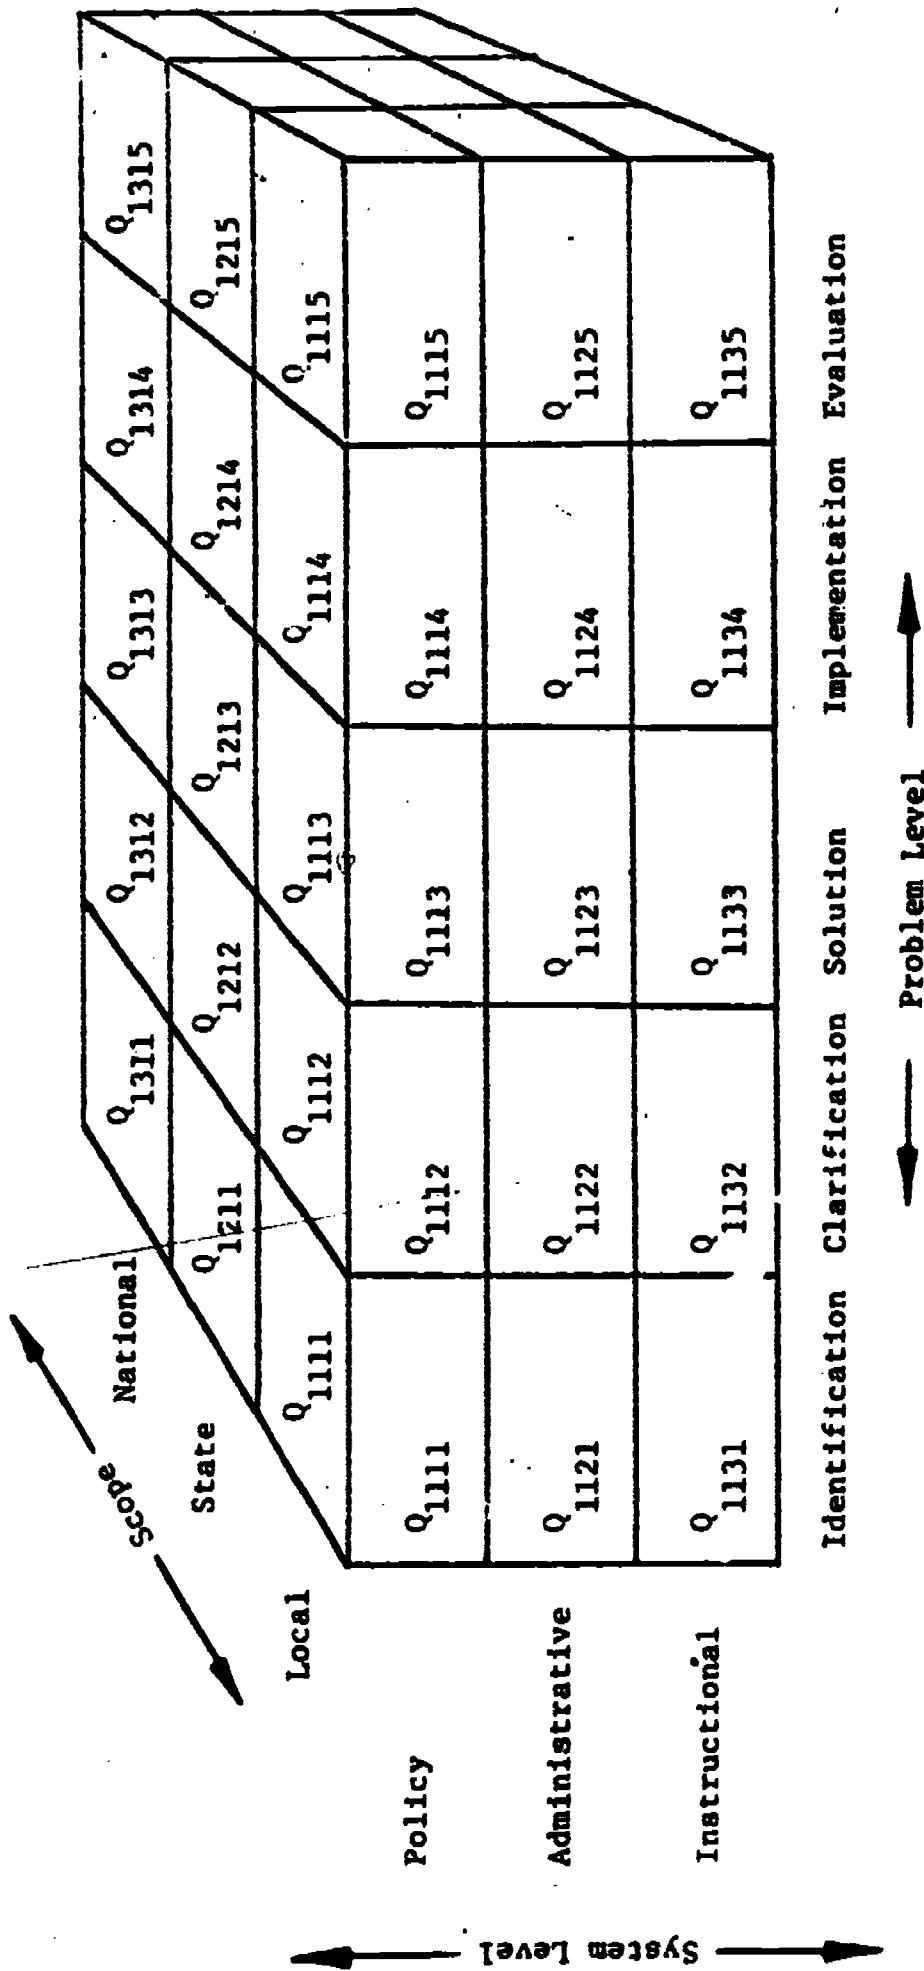 Scope
National
State
Local
Q1311 Q1312 Q1313 Q1314 Q1315
Q1211 Q1212 Q1213 Q1214 Q1215
Q1111 Q1112 Q1113 Q1114 Q1115
System Level
Policy Q1111 Q1112 Q1113 Q1114 Q1115
Administrative Q1121 Q1122 Q1123 Q1124 Q1125
Instructional Q1131 Q1132 Q1133 Q1134 Q1135
Identification Clarification Solution Implementation Evaluation
Problem Level